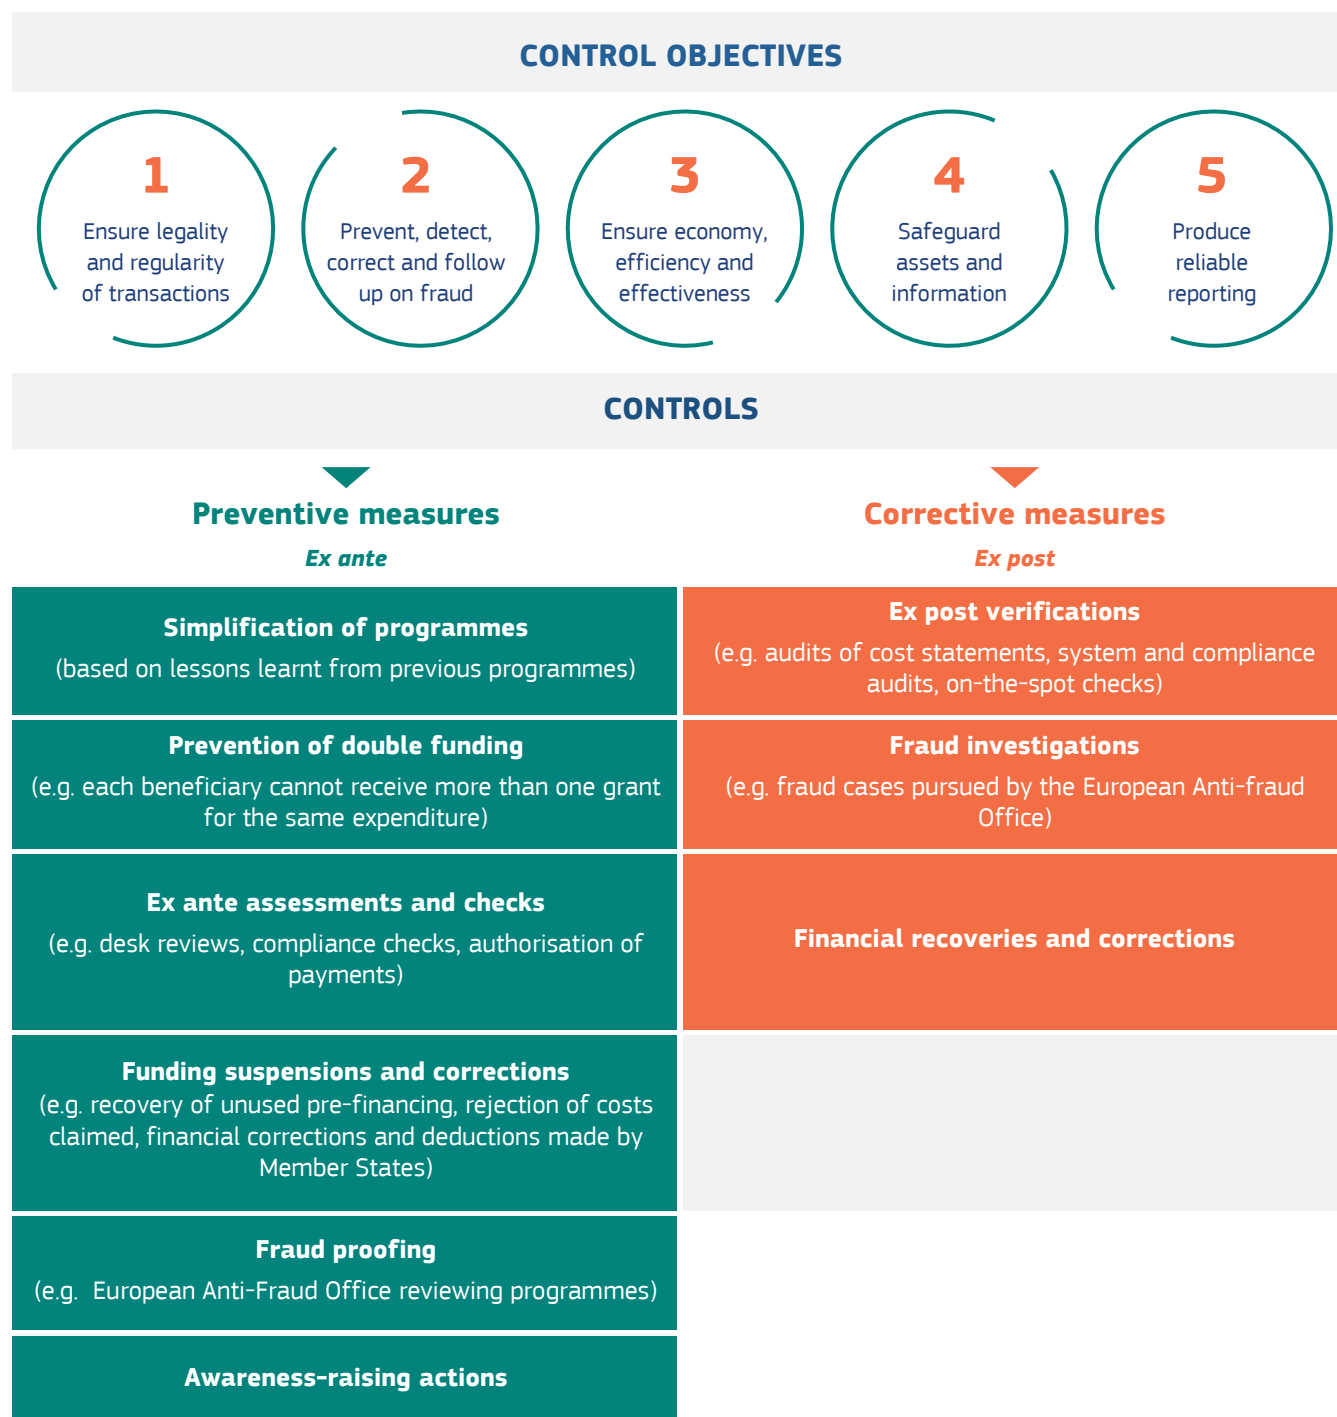 CONTROL OBJECTIVES
1
Ensure legality
and regularity
of transactions
2
Prevent, detect,
correct and follow
up on fraud
3
Ensure economy,
efficiency and
effectiveness
4
Safeguard
assets and
information
5
Produce
reliable
reporting
CONTROLS
Preventive measures
Ex ante
Simplification of programmes
(based on lessons learnt from previous programmes)
Prevention of double funding
(e.g. each beneficiary cannot receive more than one grant
for the same expenditure)
Ex ante assessments and checks
(e.g. desk reviews, compliance checks, authorisation of
payments)
Funding suspensions and corrections
(e.g. recovery of unused pre-financing, rejection of costs
claimed, financial corrections and deductions made by
Member States)
Fraud proofing
(e.g. European Anti-Fraud Office reviewing programmes)
Awareness-raising actions
Corrective measures
Ex post
Ex post verifications
(e.g. audits of cost statements, system and compliance
audits, on-the-spot checks)
Fraud investigations
(e.g. fraud cases pursued by the European Anti-fraud
Office)
Financial recoveries and corrections